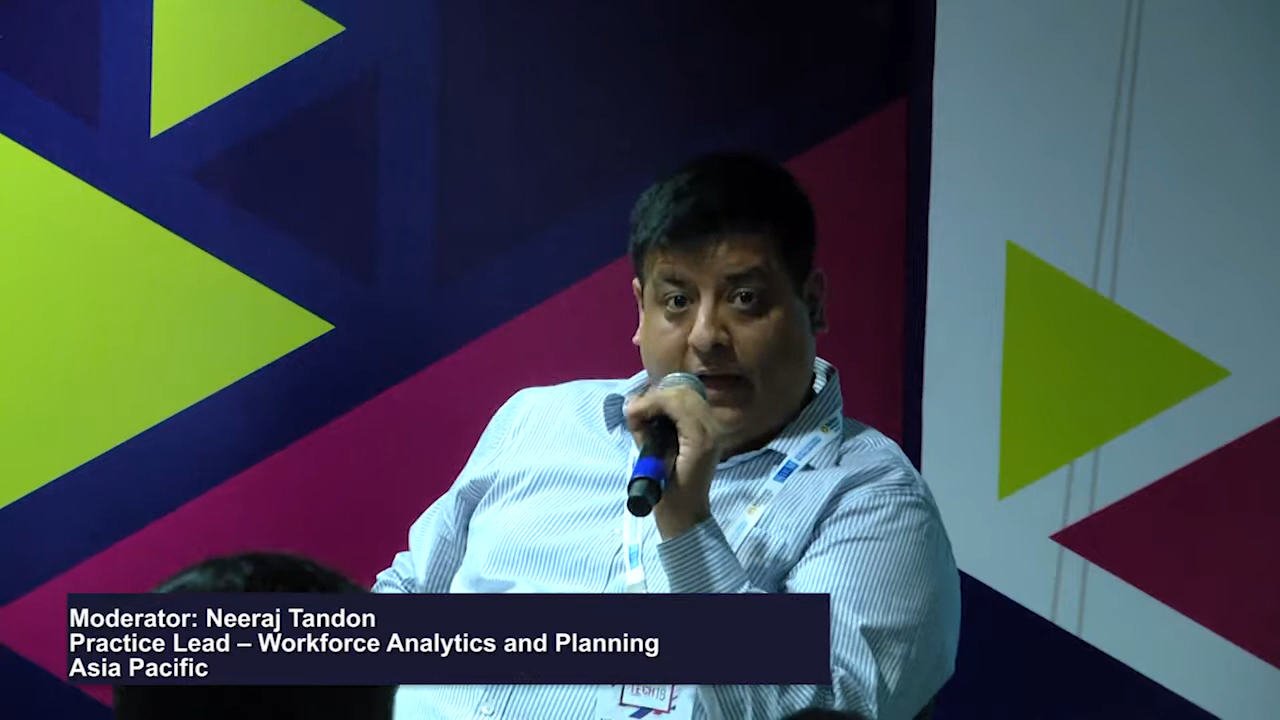 Moderator: Neeraj Tandon
Practice Lead – Workforce Analytics and Planning
Asia Pacific